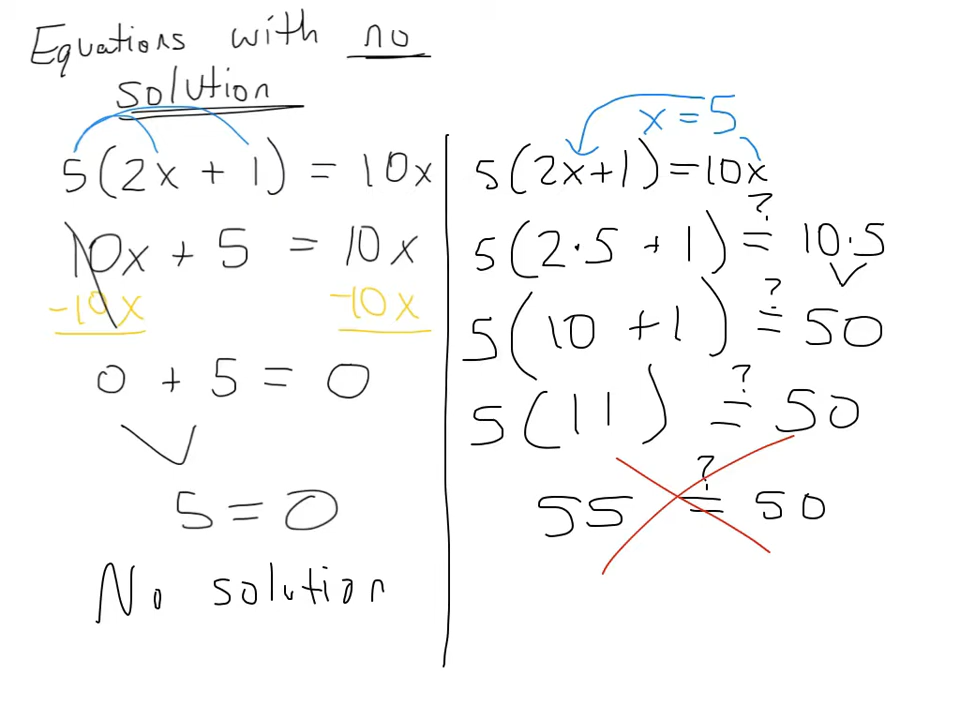 Equations with no
solution
5(2x + 1) = 10x
10x + 5 = 10x
-10x -10x
0 + 5 = 0
5 = 0
No solution
x = 5
5(2x+1)=10x
5(2·5 + 1) ?= 10·5
5(10 + 1) ?= 50
5(11) ?= 50
55 ?= 50